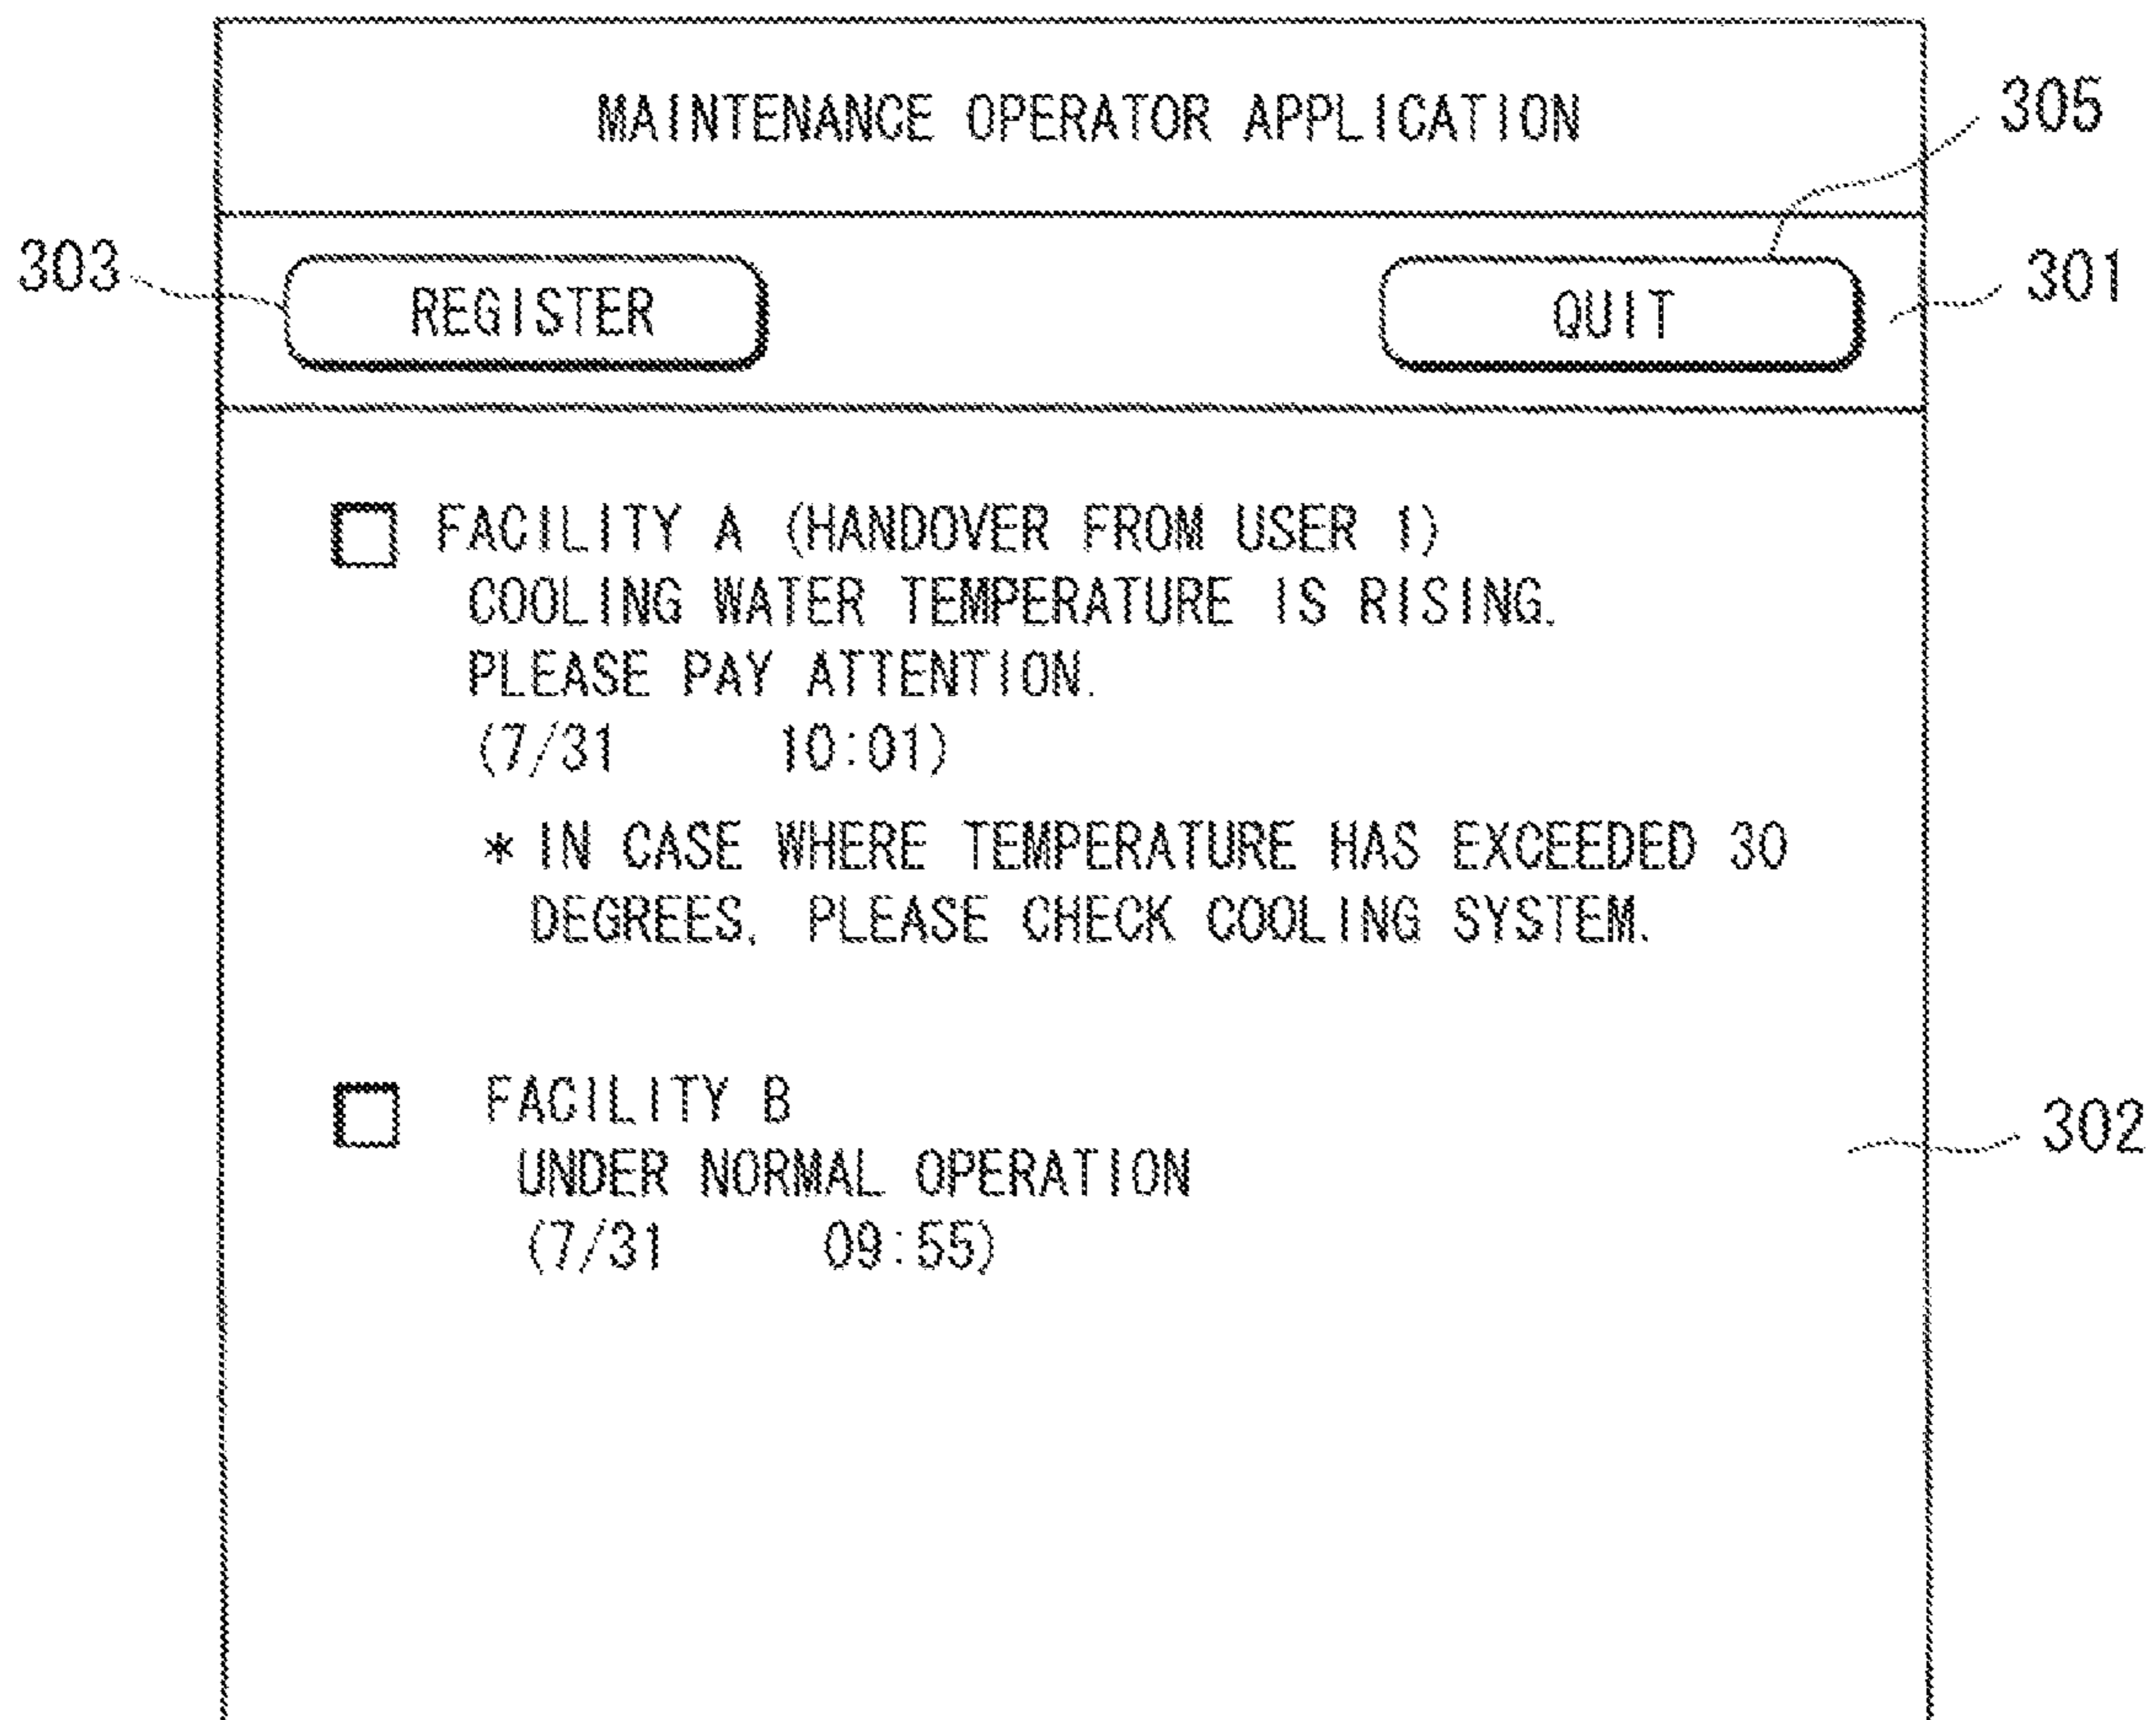 MAINTENANCE OPERATOR APPLICATION
305
303
REGISTER
QUIT
301
FACILITY A (HANDOVER FROM USER 1)
COOLING WATER TEMPERATURE IS RISING.
PLEASE PAY ATTENTION.
(7/31 10:01)
* IN CASE WHERE TEMPERATURE HAS EXCEEDED 30
DEGREES, PLEASE CHECK COOLING SYSTEM.
FACILITY B
302
UNDER NORMAL OPERATION
(7/31 09:55)